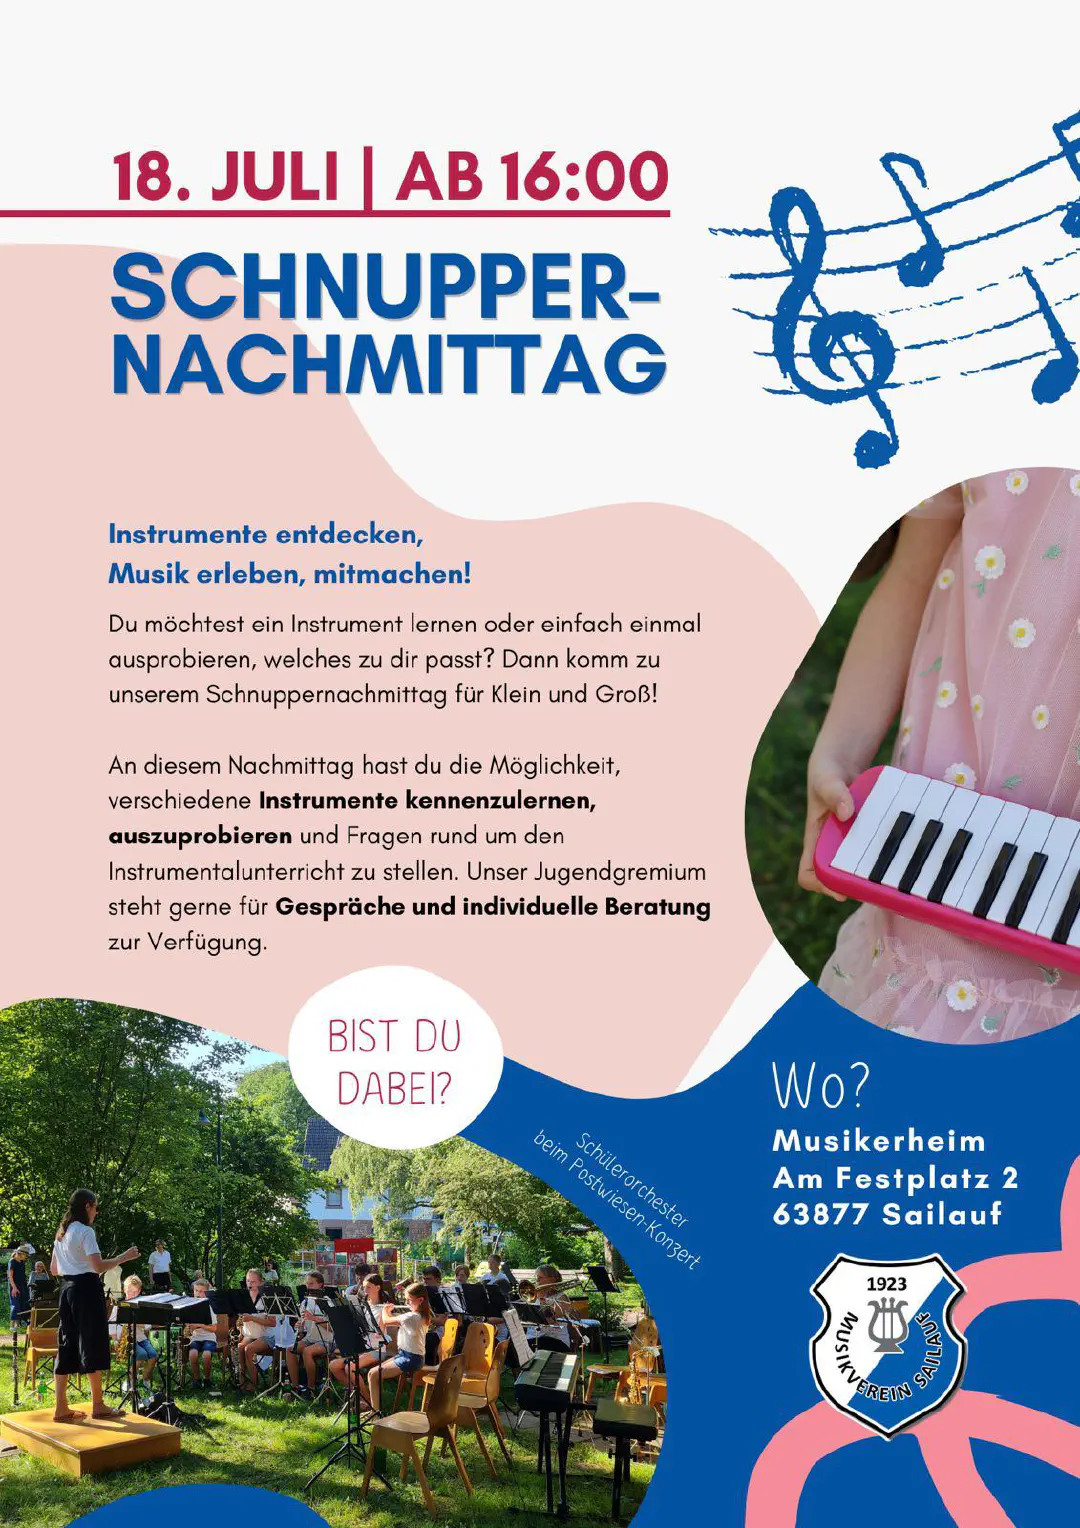 18. JULI | AB 16:00
SCHNUPPER-
NACHMITTAG
Instrumente entdecken,
Musik erleben, mitmachen!
Du möchtest ein Instrument lernen oder einfach einmal
ausprobieren, welches zu dir passt? Dann komm zu
unserem Schnuppernachmittag für Klein und Groß!
An diesem Nachmittag hast du die Möglichkeit,
verschiedene Instrumente kennenzulernen,
auszuprobieren und Fragen rund um den
Instrumentalunterricht zu stellen. Unser Jugendgremium
steht gerne für Gespräche und individuelle Beratung
zur Verfügung.
BIST DU
DABEI?
Schülerorchester
beim Postwiesen-Konzert
Wo?
Musikerheim
Am Festplatz 2
63877 Sailauf
1923
MUSIKVEREIN SAILAUF